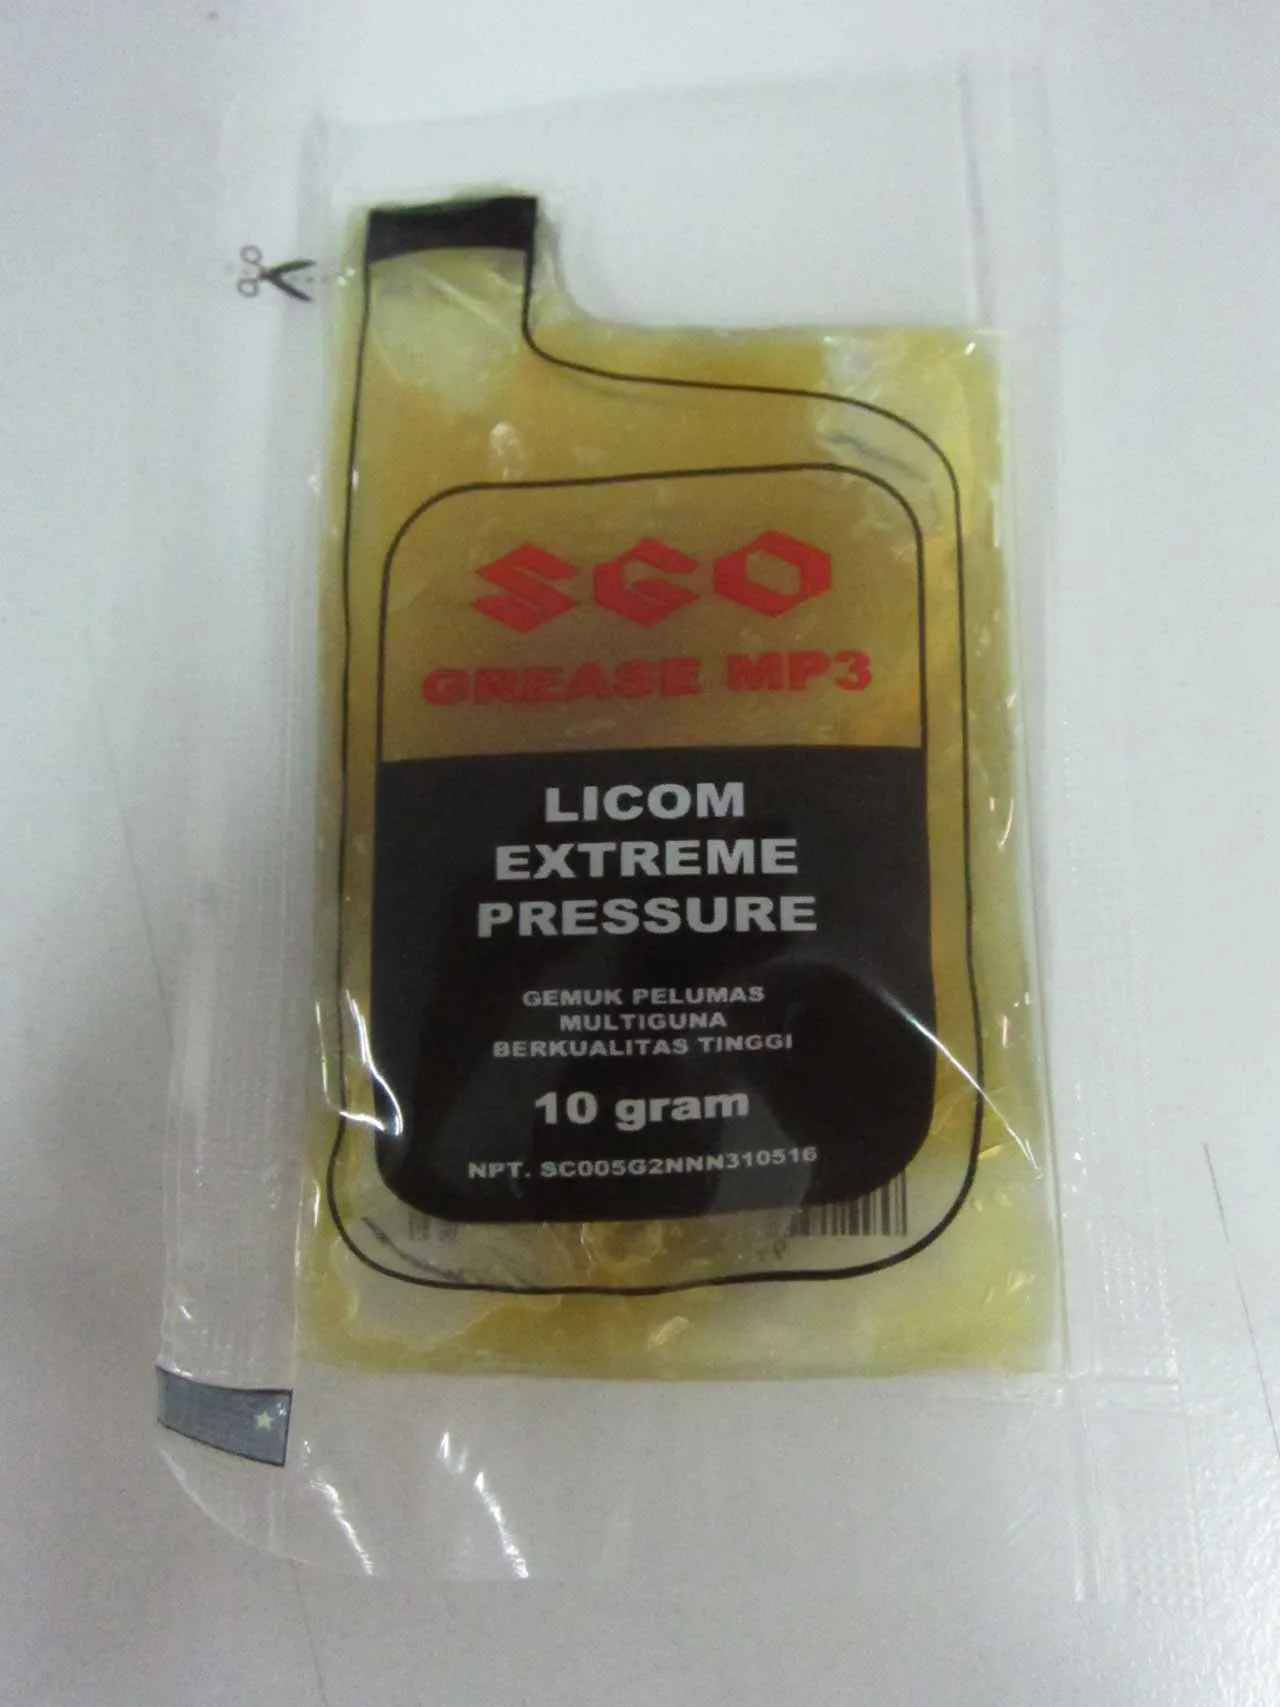 SGO
GREASE MP3
LICOM
EXTREME
PRESSURE
GEMUK PELUMAS
MULTIGUNA
BERKUALITAS TINGGI
10 gram
NPT. SC005G2NNN310516